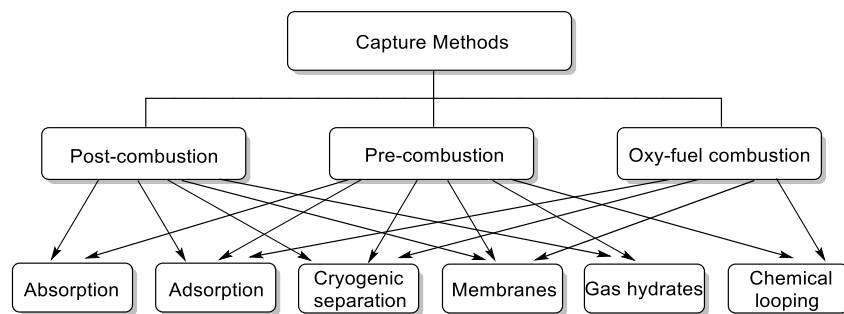 Capture Methods
Post-combustion
Pre-combustion
Oxy-fuel combustion
Absorption
Adsorption
Cryogenic
separation
Membranes
Gas hydrates
Chemical
looping